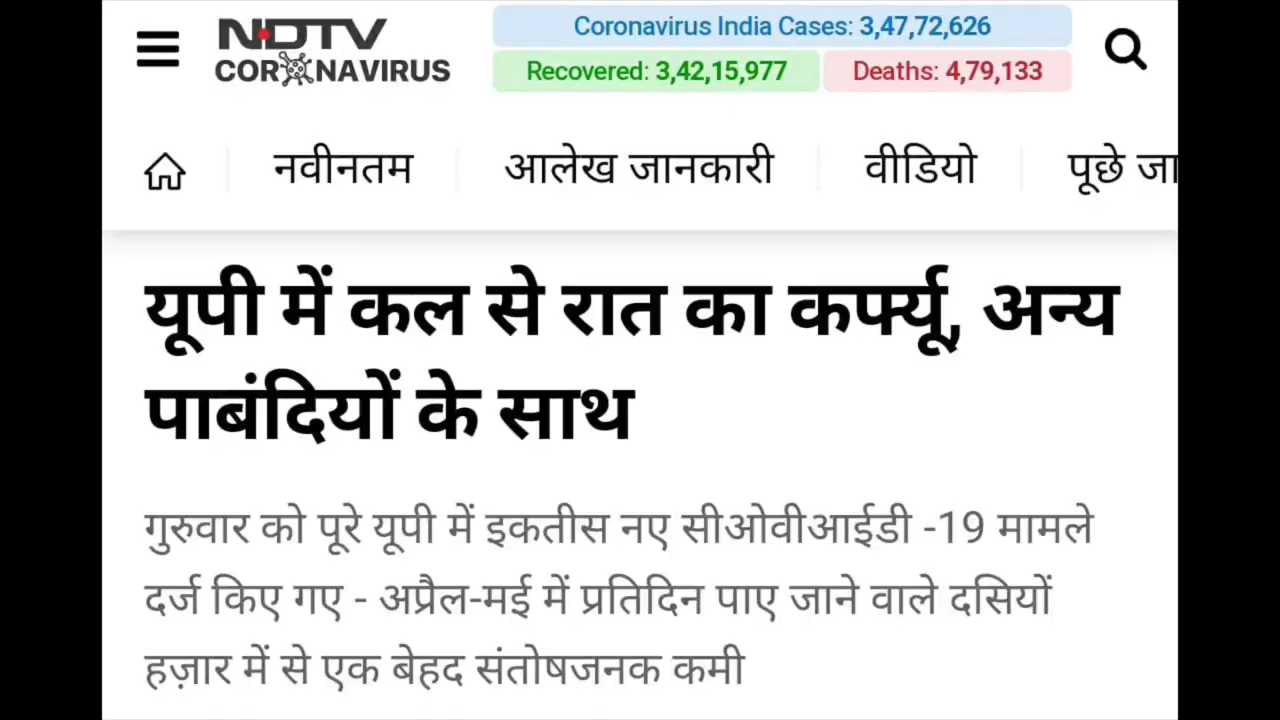 NDTV
CORONAVIRUS
Coronavirus India Cases: 3,47,72,626
Recovered: 3,42,15,977
Deaths: 4,79,133
नवीनतम
आलेख जानकारी
वीडियो
पूछे जा
यूपी में कल से रात का कर्फ्यू, अन्य
पाबंदियों के साथ
गुरुवार को पूरे यूपी में इकतीस नए सीओवीआईडी -19 मामले
दर्ज किए गए - अप्रैल-मई में प्रतिदिन पाए जाने वाले दसियों
हज़ार में से एक बेहद संतोषजनक कमी